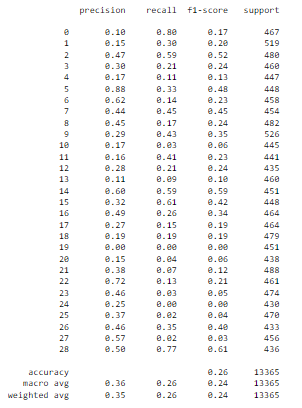 precision recall f1-score support
0 0.10 0.80 0.17 467
1 0.15 0.30 0.20 519
2 0.47 0.59 0.52 480
3 0.30 0.21 0.24 460
4 0.17 0.11 0.13 447
5 0.88 0.33 0.48 448
6 0.62 0.14 0.23 458
7 0.44 0.45 0.45 454
8 0.45 0.17 0.24 482
9 0.29 0.43 0.35 526
10 0.17 0.03 0.06 445
11 0.16 0.41 0.23 441
12 0.28 0.21 0.24 435
13 0.11 0.09 0.10 460
14 0.60 0.59 0.59 451
15 0.32 0.61 0.42 448
16 0.49 0.26 0.34 464
17 0.27 0.15 0.19 464
18 0.19 0.19 0.19 479
19 0.00 0.00 0.00 451
20 0.15 0.04 0.06 438
21 0.38 0.07 0.12 488
22 0.72 0.13 0.21 461
23 0.46 0.03 0.05 474
24 0.25 0.00 0.00 430
25 0.37 0.02 0.04 470
26 0.46 0.35 0.40 433
27 0.57 0.02 0.03 456
28 0.50 0.77 0.61 436
accuracy 0.26 13365
macro avg 0.36 0.26 0.24 13365
weighted avg 0.35 0.26 0.24 13365